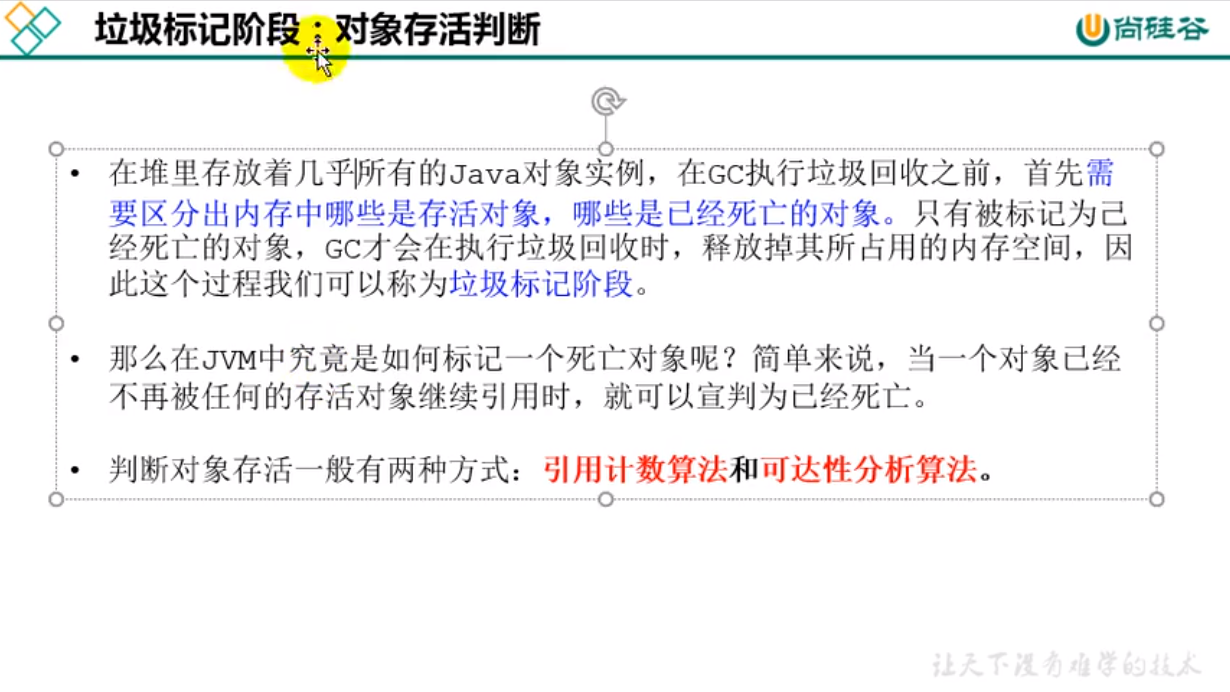 垃圾标记阶段：对象存活判断
尚硅谷
• 在堆里存放着几乎所有的Java对象实例，在GC执行垃圾回收之前，首先需
要区分出内存中哪些是存活对象，哪些是已经死亡的对象。只有被标记为己
经死亡的对象，GC才会在执行垃圾回收时，释放掉其所占用的内存空间，因
此这个过程我们可以称为垃圾标记阶段。
• 那么在JVM中究竟是如何标记一个死亡对象呢？简单来说，当一个对象已经
不再被任何的存活对象继续引用时，就可以宣判为已经死亡。
• 判断对象存活一般有两种方式：引用计数算法和可达性分析算法。
让天下没有难学的技术